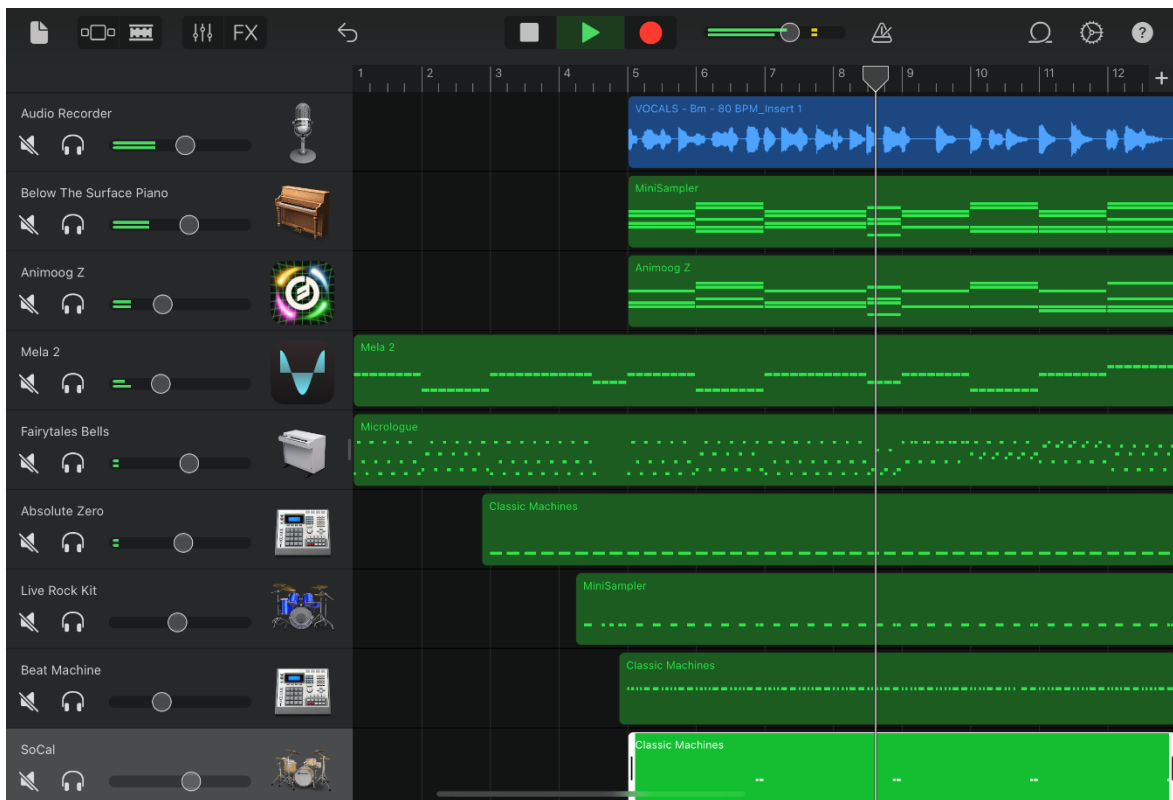 FX
?
1 2 3 4 5 6 7 8 9 10 11 12 +
Audio Recorder
VOCALS - Bm - 80 BPM_Insert 1
Below The Surface Piano
MiniSampler
Animoog Z
Animoog Z
Mela 2
Mela 2
Fairytales Bells
Micrologue
Absolute Zero
Classic Machines
Live Rock Kit
MiniSampler
Beat Machine
Classic Machines
SoCal
Classic Machines